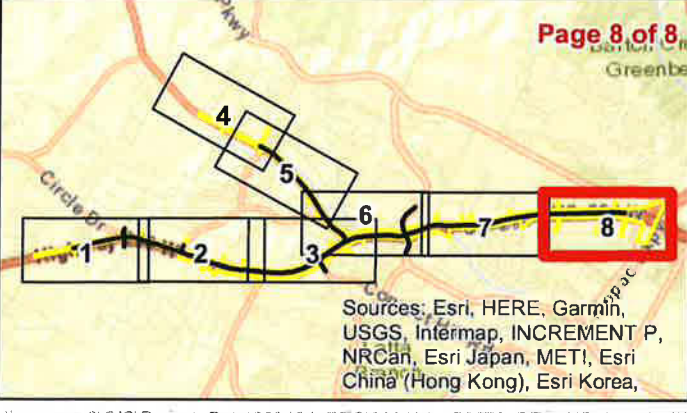 Page 8 of 8
Pkwy
Greenbe
4
5
Circle Dr
6
7
8
1
2
3
Sources: Esri, HERE, Garmin,
USGS, Intermap, INCREMENT P,
NRCan, Esri Japan, METI, Esri
China (Hong Kong), Esri Korea,